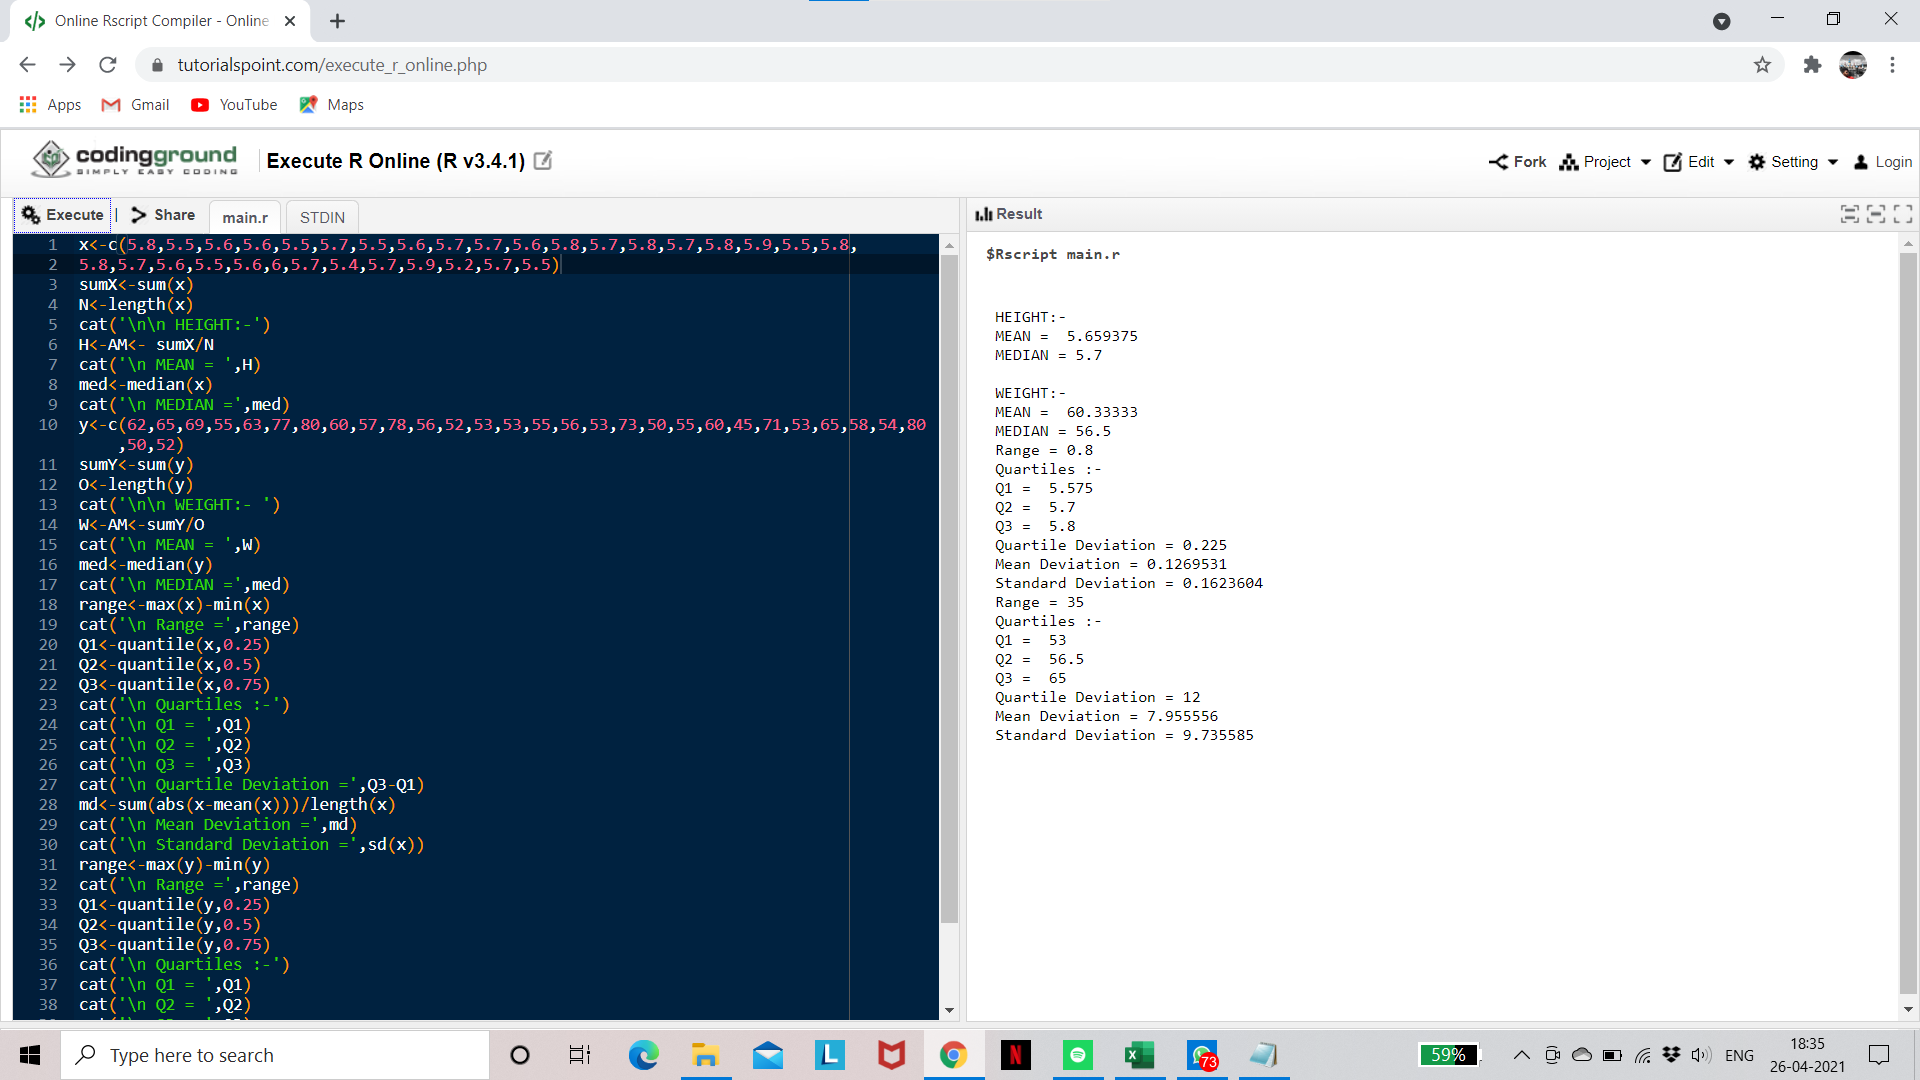 Online Rscript Compiler - Online
tutorialspoint.com/execute_r_online.php
Apps Gmail YouTube Maps
codingground
SIMPLY EASY CODING
Execute R Online (R v3.4.1)
Fork Project Edit Setting Login
Execute | Share main.r STDIN
1 x<-c(5.8,5.5,5.6,5.6,5.5,5.7,5.5,5.6,5.7,5.7,5.6,5.8,5.7,5.8,5.7,5.8,5.9,5.5,5.8,
2 5.8,5.7,5.6,5.5,5.6,6,5.7,5.4,5.7,5.9,5.2,5.7,5.5)
3 sumX<-sum(x)
4 N<-length(x)
5 cat('\n\n HEIGHT:-')
6 H<-AM<- sumX/N
7 cat('\n MEAN = ',H)
8 med<-median(x)
9 cat('\n MEDIAN =',med)
10 y<-c(62,65,69,55,63,77,80,60,57,78,56,52,53,53,55,56,53,73,50,55,60,45,71,53,65,58,54,80
,50,52)
11 sumY<-sum(y)
12 O<-length(y)
13 cat('\n\n WEIGHT:- ')
14 W<-AM<-sumY/O
15 cat('\n MEAN = ',W)
16 med<-median(y)
17 cat('\n MEDIAN =',med)
18 range<-max(x)-min(x)
19 cat('\n Range =',range)
20 Q1<-quantile(x,0.25)
21 Q2<-quantile(x,0.5)
22 Q3<-quantile(x,0.75)
23 cat('\n Quartiles :-')
24 cat('\n Q1 = ',Q1)
25 cat('\n Q2 = ',Q2)
26 cat('\n Q3 = ',Q3)
27 cat('\n Quartile Deviation =',Q3-Q1)
28 md<-sum(abs(x-mean(x)))/length(x)
29 cat('\n Mean Deviation =',md)
30 cat('\n Standard Deviation =',sd(x))
31 range<-max(y)-min(y)
32 cat('\n Range =',range)
33 Q1<-quantile(y,0.25)
34 Q2<-quantile(y,0.5)
35 Q3<-quantile(y,0.75)
36 cat('\n Quartiles :-')
37 cat('\n Q1 = ',Q1)
38 cat('\n Q2 = ',Q2)
Result
$Rscript main.r
HEIGHT:-
MEAN =  5.659375
MEDIAN = 5.7
WEIGHT:-
MEAN =  60.33333
MEDIAN = 56.5
Range = 0.8
Quartiles :-
Q1 =  5.575
Q2 =  5.7
Q3 =  5.8
Quartile Deviation = 0.225
Mean Deviation = 0.1269531
Standard Deviation = 0.1623604
Range = 35
Quartiles :-
Q1 =  53
Q2 =  56.5
Q3 =  65
Quartile Deviation = 12
Mean Deviation = 7.955556
Standard Deviation = 9.735585
Type here to search
L
N
73
59%
ENG
18:35
26-04-2021